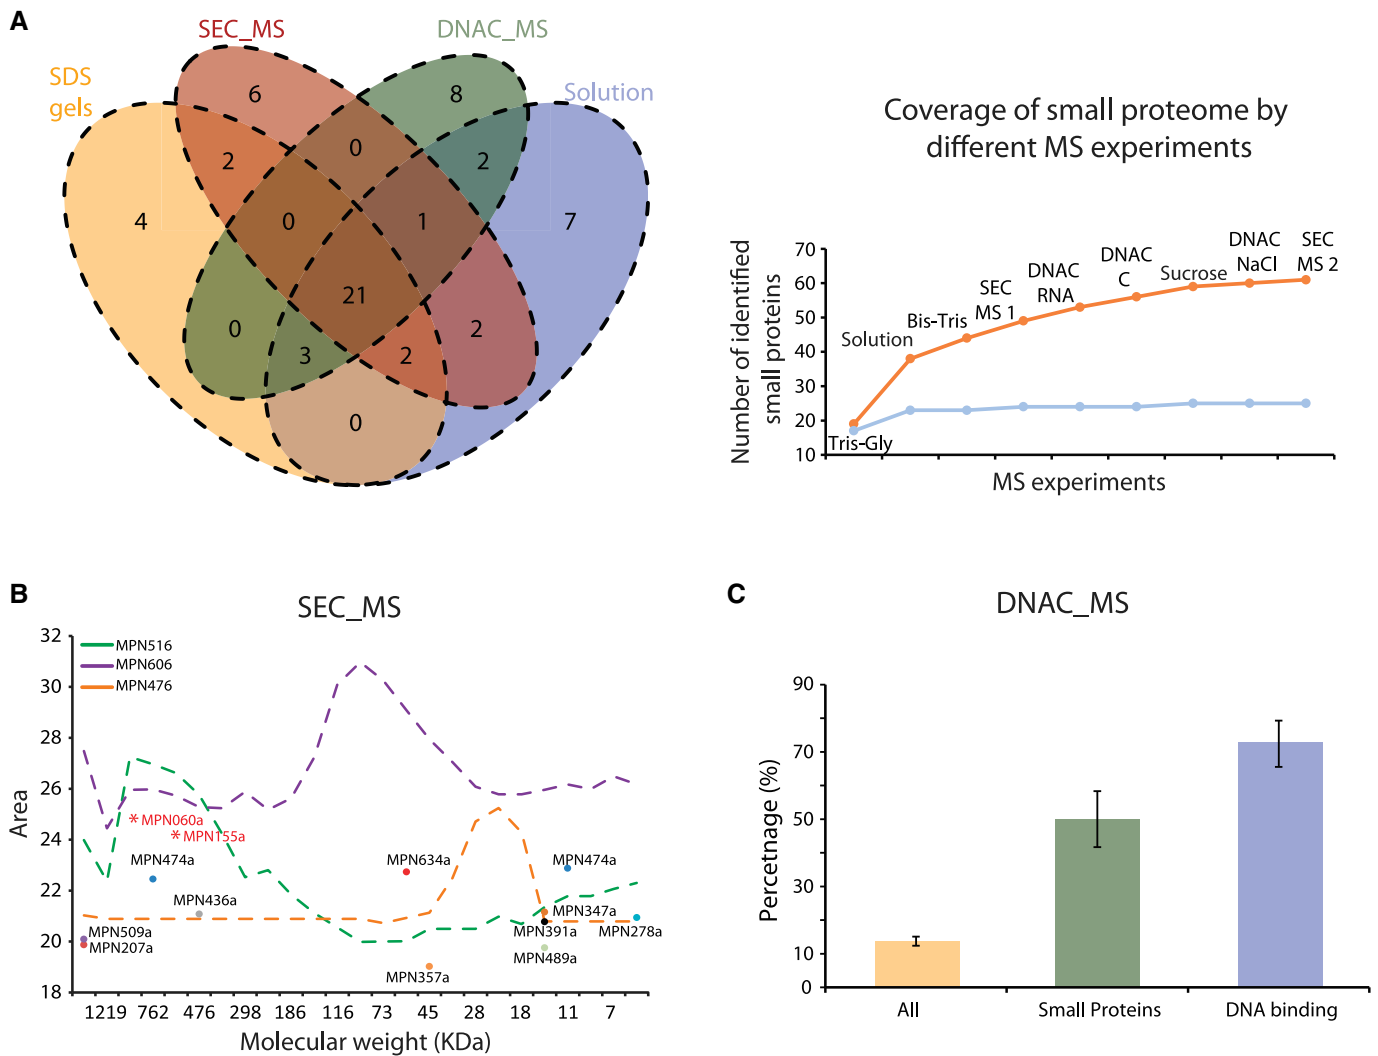 A
SEC_MS
DNAC_MS
SDS
gels
Solution
6
8
2
0
2
4
0
1
7
21
0
3
2
2
0
Coverage of small proteome by
different MS experiments
Number of identified
small proteins
70
60
50
40
30
20
10
Tris-Gly
Solution
Bis-Tris
SEC
MS 1
DNAC
RNA
DNAC
C
Sucrose
DNAC
NaCl
SEC
MS 2
MS experiments
B
SEC_MS
Area
32
30
28
26
24
22
20
18
MPN516
MPN606
MPN476
* MPN060a
* MPN155a
MPN474a
MPN436a
MPN509a
MPN207a
MPN634a
MPN474a
MPN347a
MPN391a
MPN278a
MPN489a
MPN357a
1219 762 476 298 186 116 73 45 28 18 11 7
Molecular weight (KDa)
C
DNAC_MS
Percetnage (%)
90
70
50
30
10
0
All
Small Proteins
DNA binding